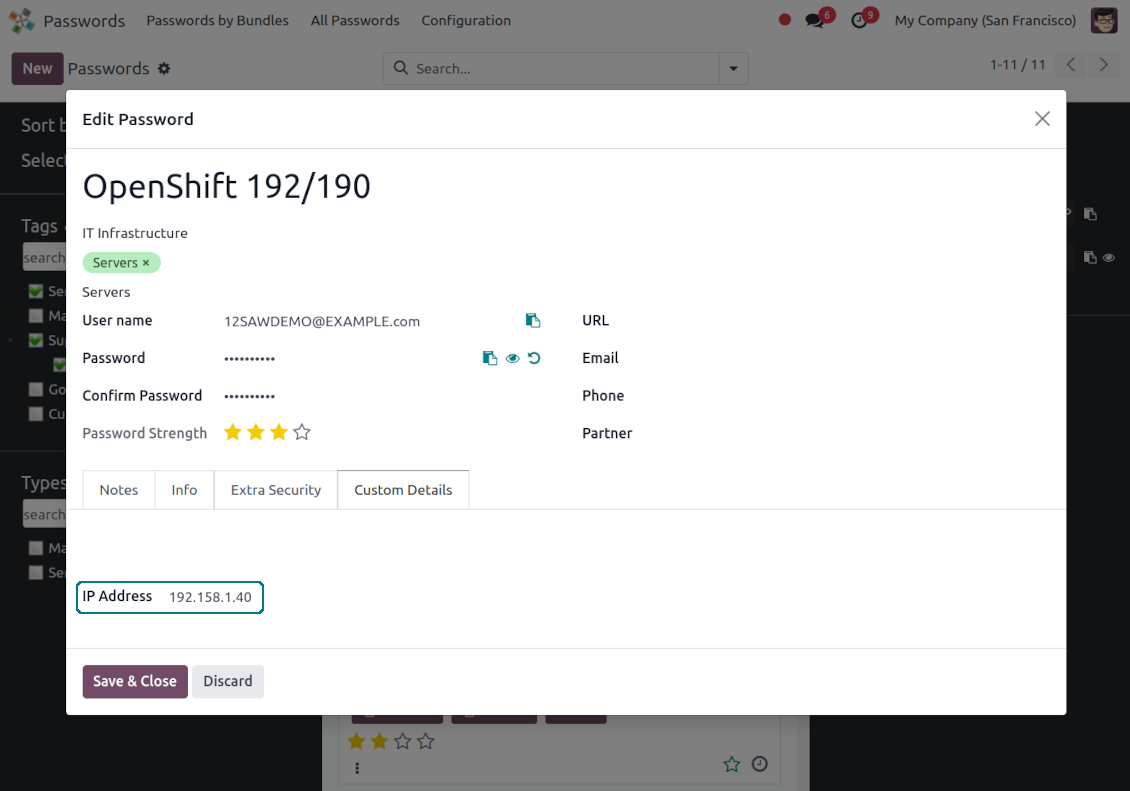 Passwords Passwords by Bundles All Passwords Configuration 6 9 My Company (San Francisco)
New Passwords Search... 1-11 / 11
Edit Password
Sort b
Select
OpenShift 192/190
Tags
IT Infrastructure
search
Servers ×
Se
Servers
Ma
User name 12SAWDEMO@EXAMPLE.com URL
Su
Password •••••••••• Email
Go
Confirm Password •••••••••• Phone
Cu
Password Strength Partner
Types
Notes Info Extra Security Custom Details
search
Ma
Se
IP Address 192.158.1.40
Save & Close Discard